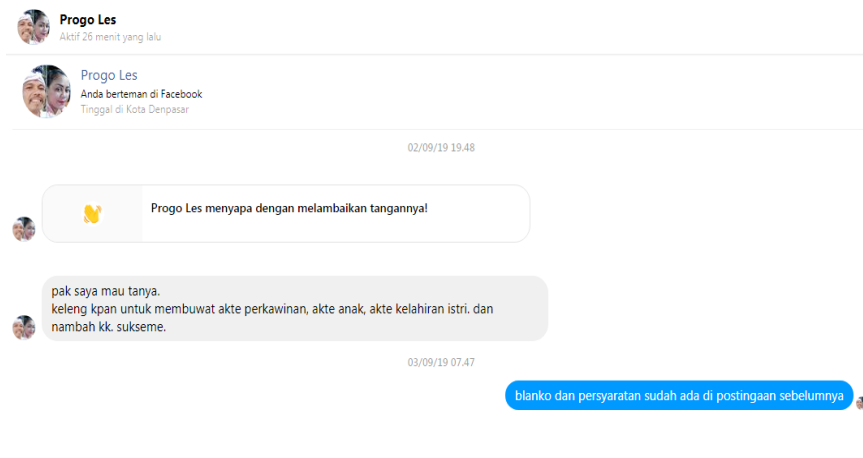 Progo Les
Aktif 26 menit yang lalu
Progo Les
Anda berteman di Facebook
Tinggal di Kota Denpasar
02/09/19 19.48
Progo Les menyapa dengan melambaikan tangannya!
pak saya mau tanya.
keleng kpan untuk membuwat akte perkawinan, akte anak, akte kelahiran istri. dan
nambah kk. sukseme.
03/09/19 07.47
blanko dan persyaratan sudah ada di postingaan sebelumnya